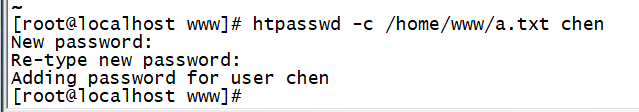 ~
[root@localhost www]# htpasswd -c /home/www/a.txt chen
New password:
Re-type new password:
Adding password for user chen
[root@localhost www]#